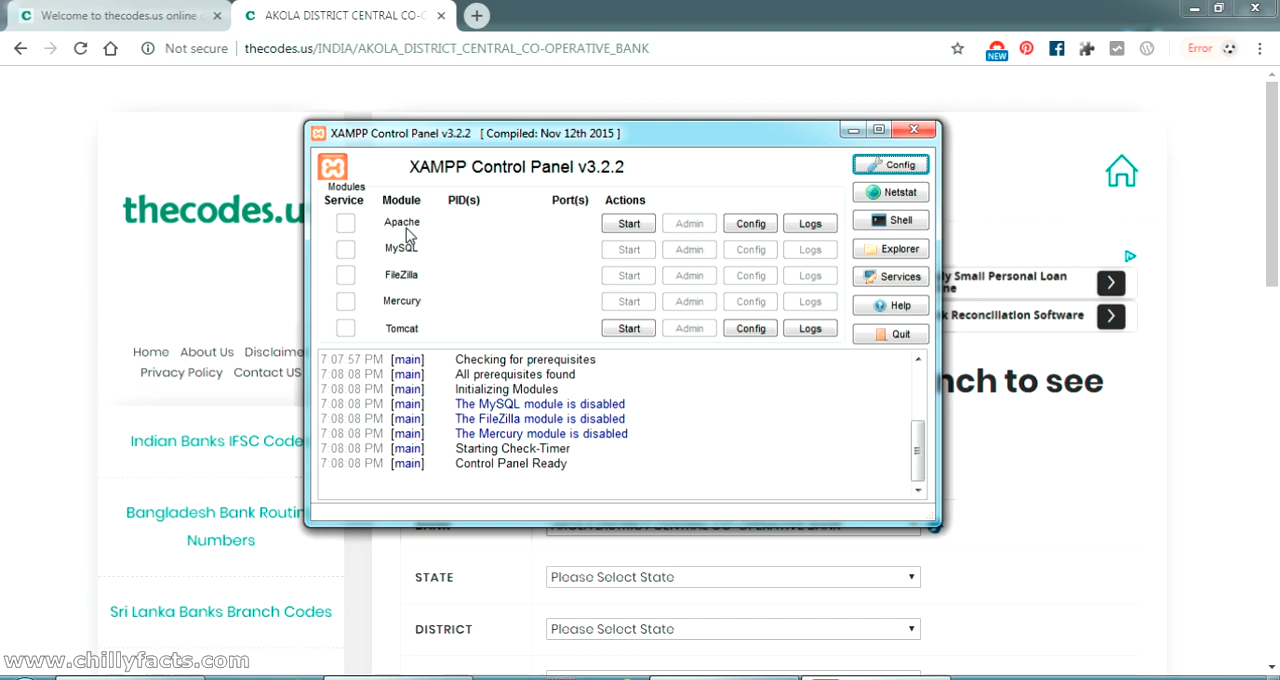 Welcome to thecodes.us online
AKOLA DISTRICT CENTRAL CO-O
Not secure | thecodes.us/INDIA/AKOLA_DISTRICT_CENTRAL_CO-OPERATIVE_BANK
NEW
Error
XAMPP Control Panel v3.2.2 [ Compiled: Nov 12th 2015 ]
XAMPP Control Panel v3.2.2
Config
Modules
Service Module PID(s) Port(s) Actions
Netstat
Apache Start Admin Config Logs
Shell
MySQL Start Admin Config Logs
Explorer
FileZilla Start Admin Config Logs
Services
Mercury Start Admin Config Logs
Help
Tomcat Start Admin Config Logs
Quit
7 07:57 PM [main] Checking for prerequisites
7 08:08 PM [main] All prerequisites found
7 08:08 PM [main] Initializing Modules
7 08:08 PM [main] The MySQL module is disabled
7 08:08 PM [main] The FileZilla module is disabled
7 08:08 PM [main] The Mercury module is disabled
7 08:08 PM [main] Starting Check-Timer
7 08:08 PM [main] Control Panel Ready
thecodes.u
Home About Us Disclaime
Privacy Policy Contact US
Small Personal Loan
Reconciliation Software
to see
Indian Banks IFSC Code
Bangladesh Bank Routin
Numbers
Sri Lanka Banks Branch Codes
STATE Please Select State
DISTRICT Please Select State
www.chillyfacts.com